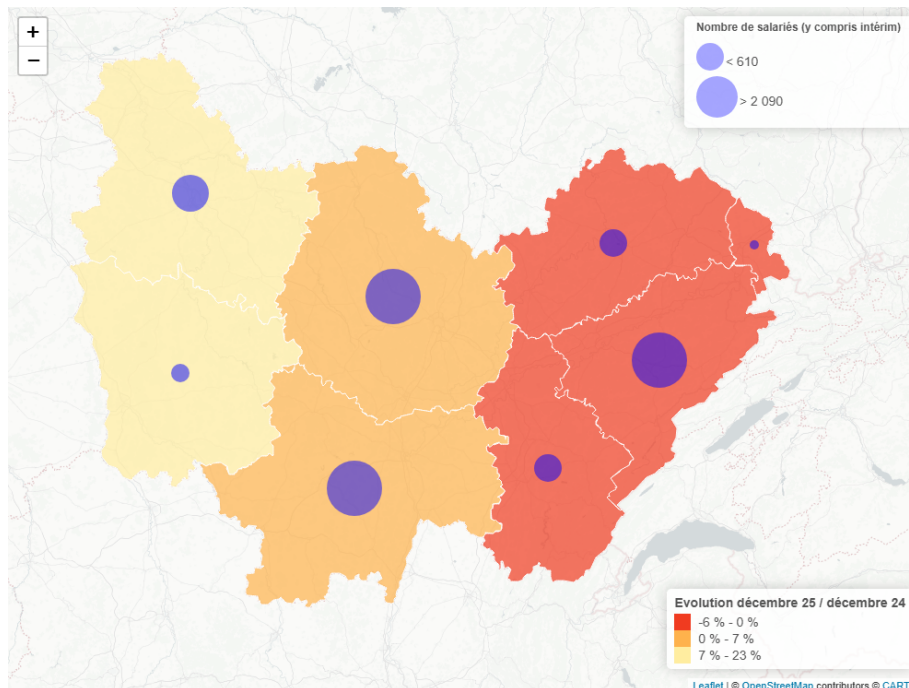 +
−
Nombre de salariés (y compris intérim)
< 610
> 2 090
Evolution décembre 25 / décembre 24
-6 % - 0 %
0 % - 7 %
7 % - 23 %
Leaflet | © OpenStreetMap contributors © CART